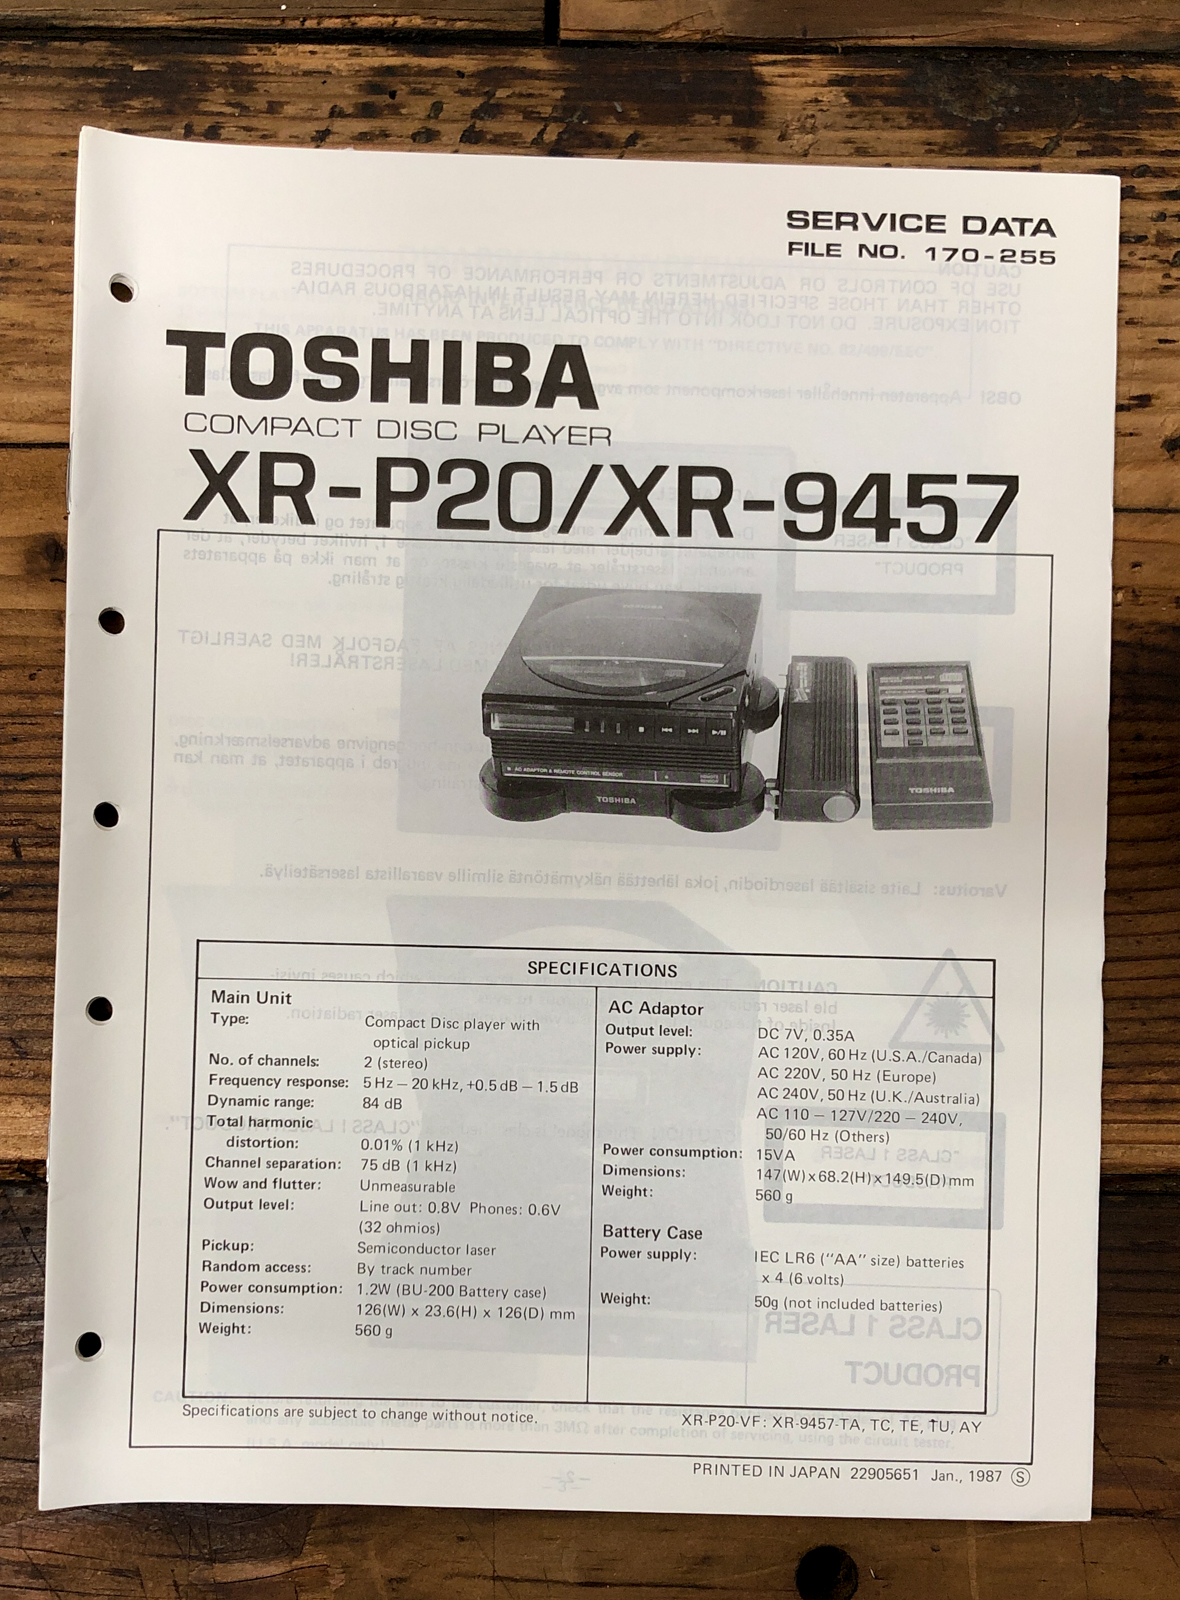 SERVICE DATA
FILE NO. 170-255
TOSHIBA
COMPACT DISC PLAYER
XR-P20/XR-9457
TOSHIBA
AC ADAPTOR & REMOTE CONTROL SENSOR
TOSHIBA
TOSHIBA
SPECIFICATIONS
Main Unit
Type: Compact Disc player with
optical pickup
No. of channels: 2 (stereo)
Frequency response: 5 Hz – 20 kHz, +0.5 dB – 1.5 dB
Dynamic range: 84 dB
Total harmonic
distortion: 0.01% (1 kHz)
Channel separation: 75 dB (1 kHz)
Wow and flutter: Unmeasurable
Output level: Line out: 0.8V Phones: 0.6V
(32 ohmios)
Pickup: Semiconductor laser
Random access: By track number
Power consumption: 1.2W (BU-200 Battery case)
Dimensions: 126(W) x 23.6(H) x 126(D) mm
Weight: 560 g
AC Adaptor
Output level: DC 7V, 0.35A
Power supply: AC 120V, 60 Hz (U.S.A./Canada)
AC 220V, 50 Hz (Europe)
AC 240V, 50 Hz (U.K./Australia)
AC 110 – 127V/220 – 240V,
50/60 Hz (Others)
Power consumption: 15VA
Dimensions: 147(W) x 68.2(H) x 149.5(D) mm
Weight: 560 g
Battery Case
Power supply: IEC LR6 ("AA" size) batteries
x 4 (6 volts)
Weight: 50g (not included batteries)
Specifications are subject to change without notice.
XR-P20-VF: XR-9457-TA, TC, TE, TU, AY
PRINTED IN JAPAN 22905651 Jan., 1987 Ⓢ